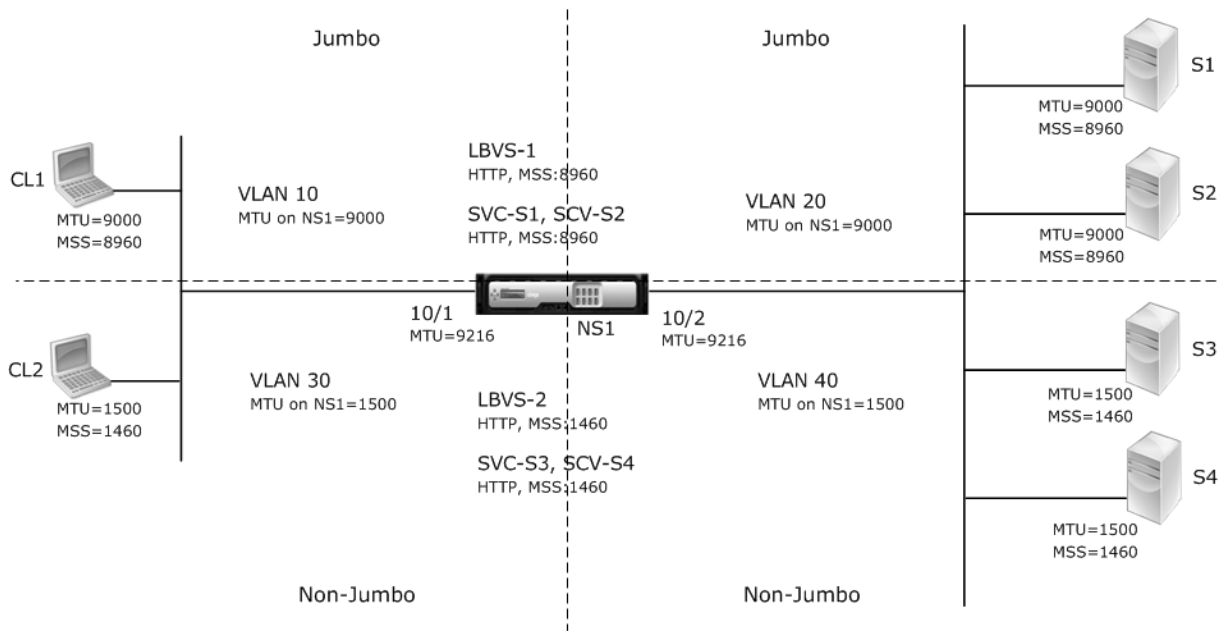 Jumbo
Jumbo
S1
MTU=9000
MSS=8960
CL1
MTU=9000
MSS=8960
VLAN 10
MTU on NS1=9000
LBVS-1
HTTP, MSS:8960
SVC-S1, SCV-S2
HTTP, MSS:8960
VLAN 20
MTU on NS1=9000
S2
MTU=9000
MSS=8960
10/1
MTU=9216
NS1
10/2
MTU=9216
CL2
MTU=1500
MSS=1460
VLAN 30
MTU on NS1=1500
LBVS-2
HTTP, MSS:1460
SVC-S3, SCV-S4
HTTP, MSS:1460
VLAN 40
MTU on NS1=1500
S3
MTU=1500
MSS=1460
S4
MTU=1500
MSS=1460
Non-Jumbo
Non-Jumbo